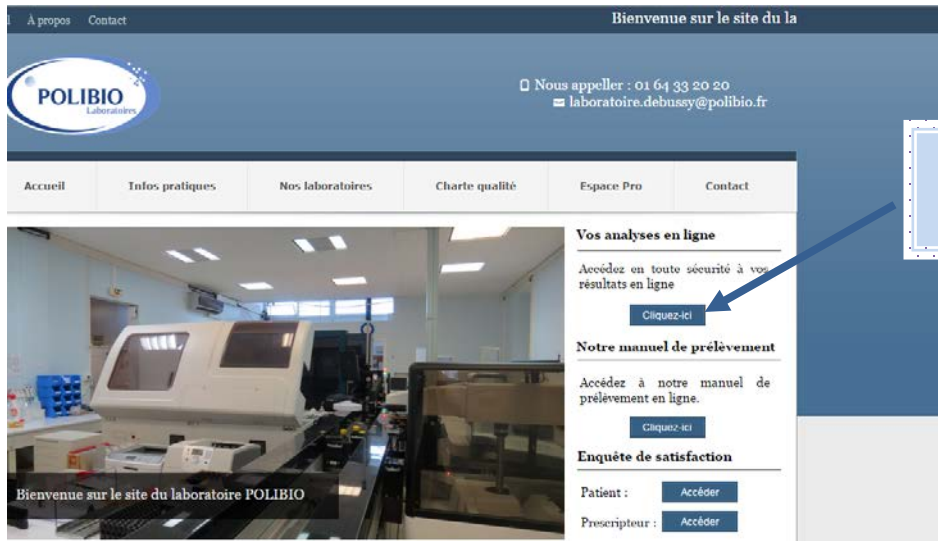 À propos Contact
Bienvenue sur le site du la
POLIBIO
Laboratoires
Nous appeller : 01 64 33 20 20
laboratoire.debussy@polibio.fr
Accueil Infos pratiques Nos laboratoires Charte qualité Espace Pro Contact
Vos analyses en ligne
Accédez en toute sécurité à vos
résultats en ligne
Cliquez-ici
Notre manuel de prélèvement
Accédez à notre manuel de
prélèvement en ligne.
Cliquez-ici
Enquête de satisfaction
Patient : Accéder
Prescripteur : Accéder
Bienvenue sur le site du laboratoire POLIBIO